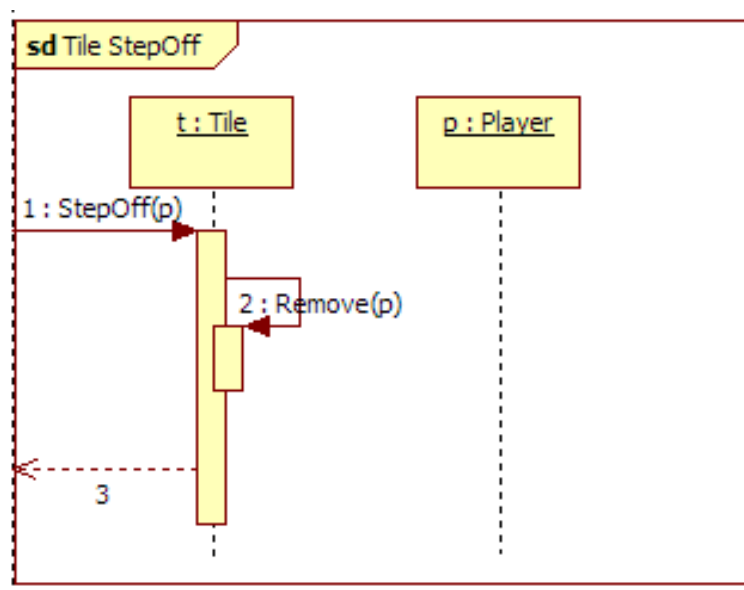 sd Tile StepOff
t : Tile
p : Player
1 : StepOff(p)
2 : Remove(p)
3